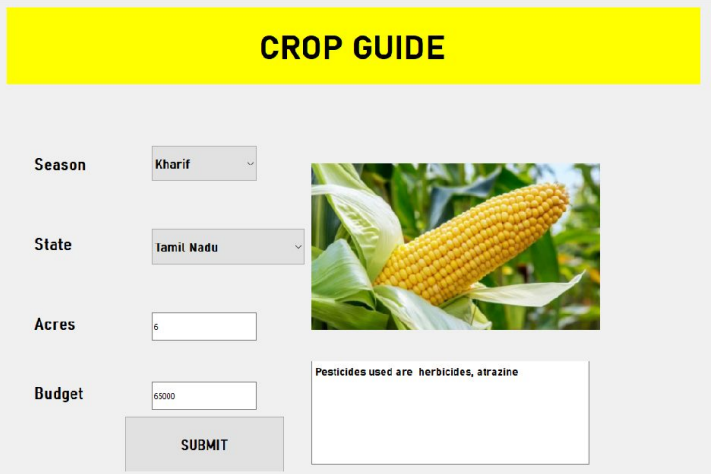 CROP GUIDE
Season
Kharif
State
Tamil Nadu
Acres
6
Budget
65000
SUBMIT
Pesticides used are herbicides, atrazine